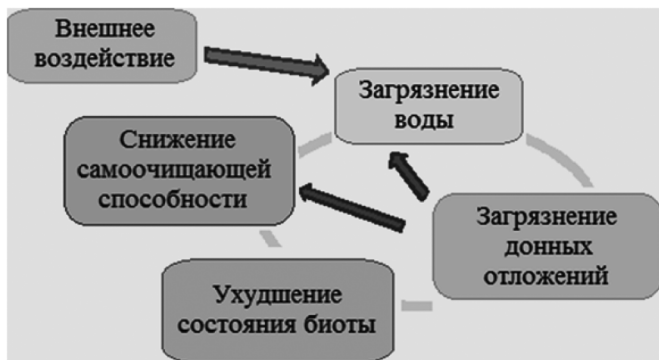 Внешнее
воздействие
Загрязнение
воды
Снижение
самоочищающей
способности
Загрязнение
донных
отложений
Ухудшение
состояния биоты